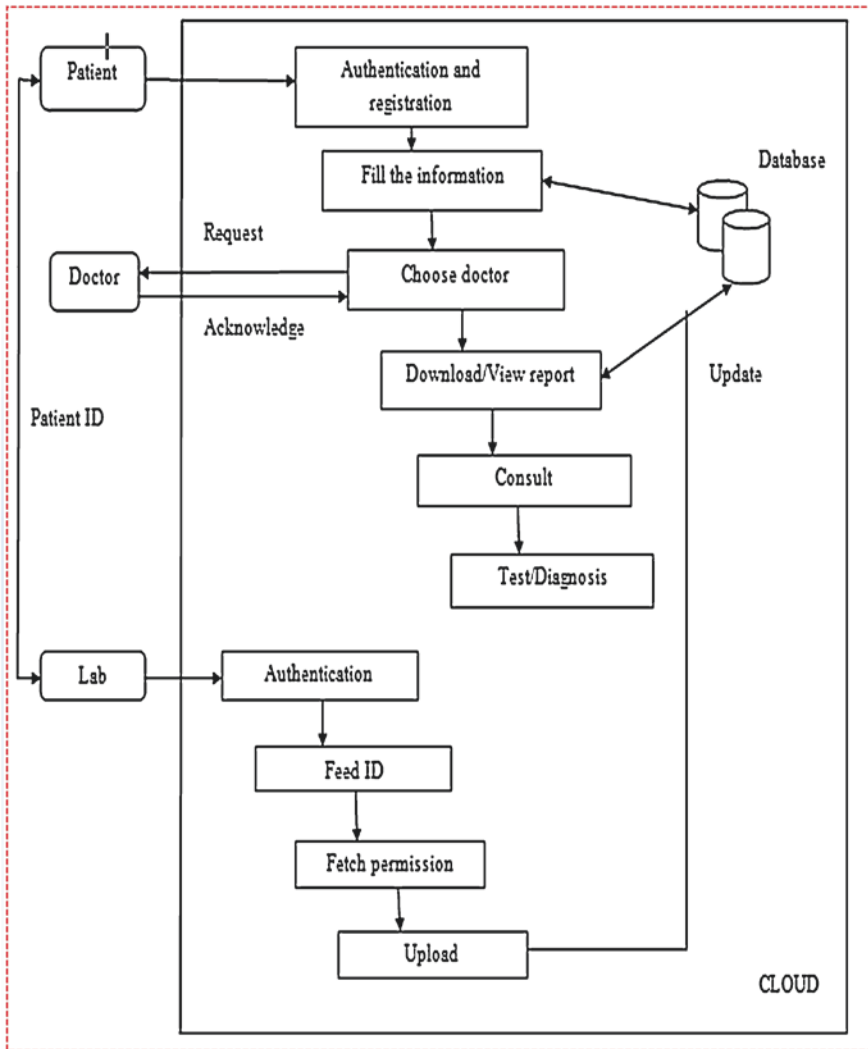 Patient
Authentication and
registration
Fill the information
Database
Request
Doctor
Choose doctor
Acknowledge
Download/View report
Update
Patient ID
Consult
Test/Diagnosis
Lab
Authentication
Feed ID
Fetch permission
Upload
CLOUD